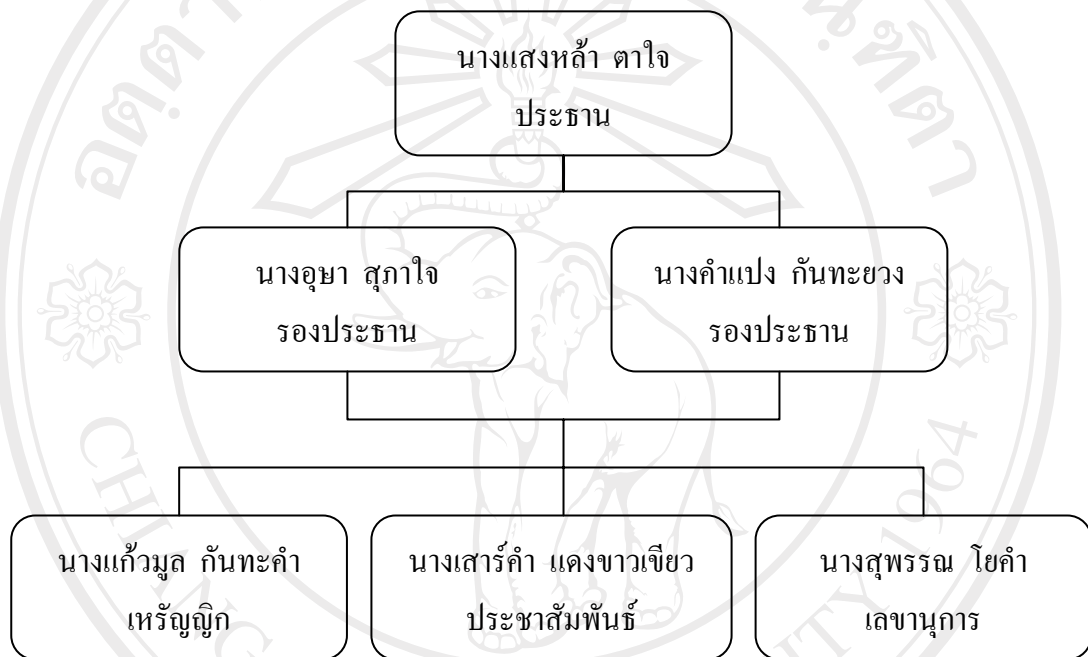 นางแสงหล้า ตาใจ
ประธาน
นางอุษา สุภาใจ
รองประธาน
นางคำแปง กันทะยวง
รองประธาน
นางแก้วมูล กันทะคำ
เหรัญญิก
นางเสาร์คำ แดงขาวเขียว
ประชาสัมพันธ์
นางสุพรรณ โยคำ
เลขานุการ